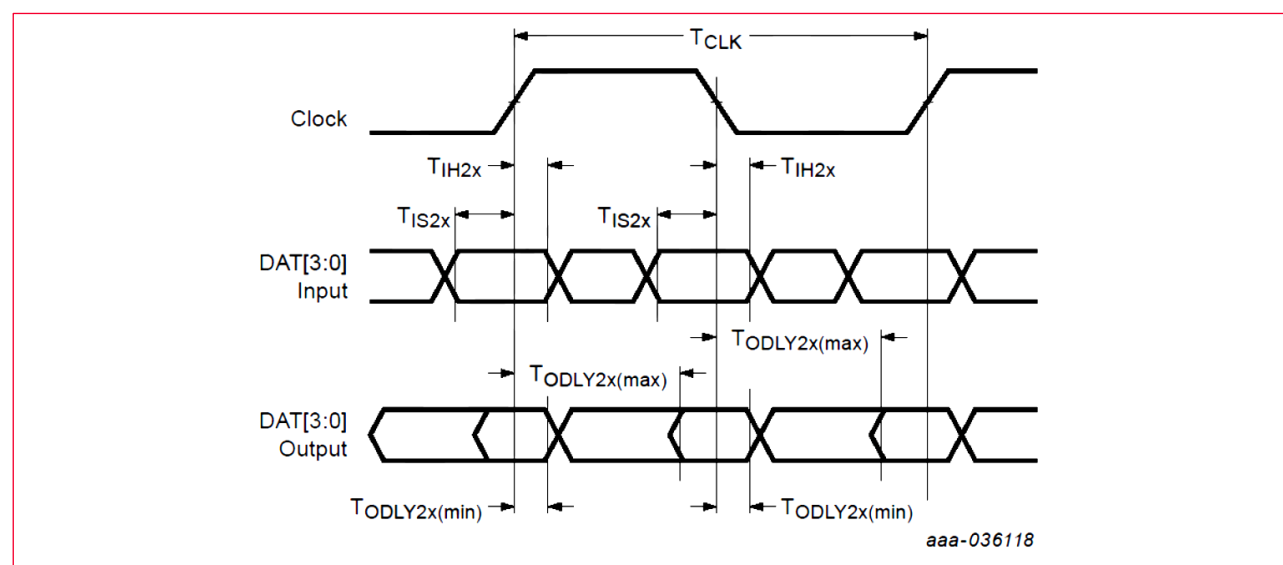 TCLK
Clock
TIH2x
TIH2x
TIS2x
TIS2x
DAT[3:0]
Input
TODLY2x(max)
TODLY2x(max)
DAT[3:0]
Output
TODLY2x(min)
TODLY2x(min)
aaa-036118